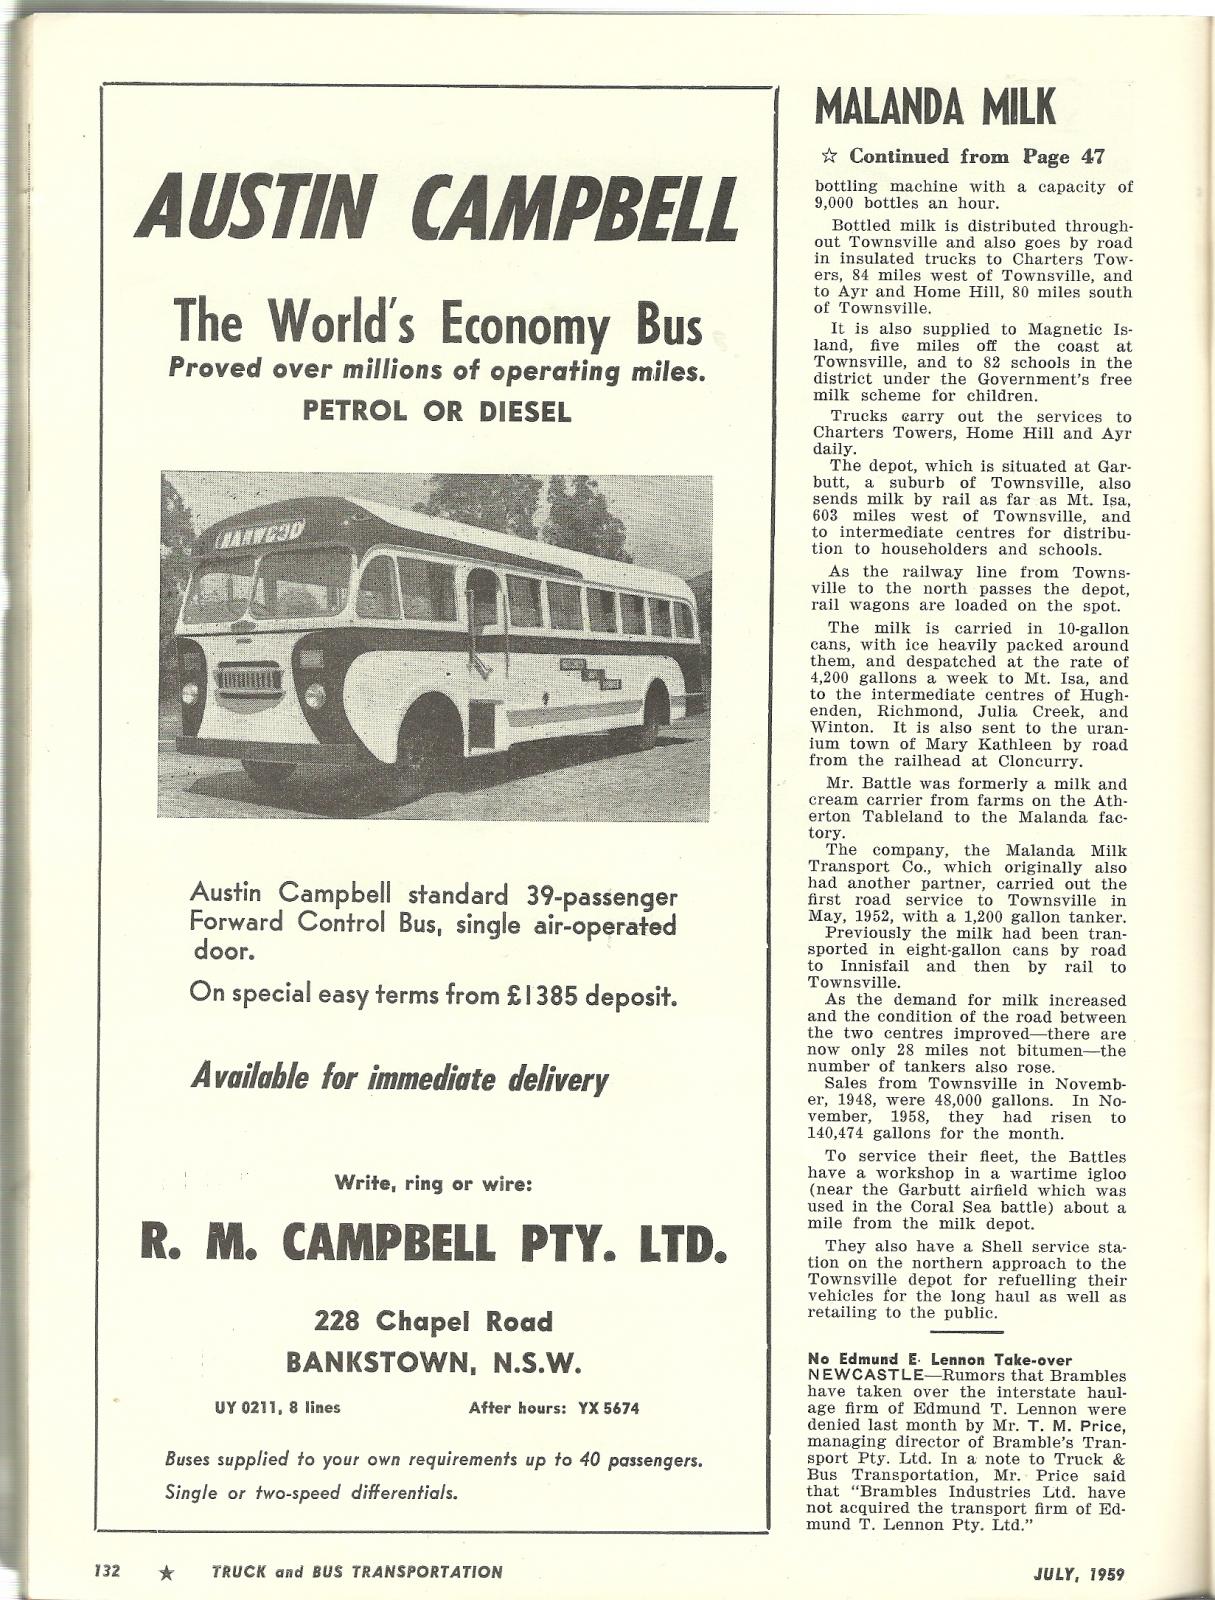 AUSTIN CAMPBELL
The World's Economy Bus
Proved over millions of operating miles.
PETROL OR DIESEL
Austin Campbell standard 39-passenger
Forward Control Bus, single air-operated
door.
On special easy terms from £1385 deposit.
Available for immediate delivery
Write, ring or wire:
R. M. CAMPBELL PTY. LTD.
228 Chapel Road
BANKSTOWN, N.S.W.
UY 0211, 8 lines After hours: YX 5674
Buses supplied to your own requirements up to 40 passengers.
Single or two-speed differentials.
MALANDA MILK
☆ Continued from Page 47
bottling machine with a capacity of
9,000 bottles an hour.
Bottled milk is distributed through-
out Townsville and also goes by road
in insulated trucks to Charters Tow-
ers, 84 miles west of Townsville, and
to Ayr and Home Hill, 80 miles south
of Townsville.
It is also supplied to Magnetic Is-
land, five miles off the coast at
Townsville, and to 82 schools in the
district under the Government's free
milk scheme for children.
Trucks carry out the services to
Charters Towers, Home Hill and Ayr
daily.
The depot, which is situated at Gar-
butt, a suburb of Townsville, also
sends milk by rail as far as Mt. Isa,
603 miles west of Townsville, and
to intermediate centres for distribu-
tion to householders and schools.
As the railway line from Towns-
ville to the north passes the depot,
rail wagons are loaded on the spot.
The milk is carried in 10-gallon
cans, with ice heavily packed around
them, and despatched at the rate of
4,200 gallons a week to Mt. Isa, and
to the intermediate centres of Hugh-
enden, Richmond, Julia Creek, and
Winton. It is also sent to the uran-
ium town of Mary Kathleen by road
from the railhead at Cloncurry.
Mr. Battle was formerly a milk and
cream carrier from farms on the Ath-
erton Tableland to the Malanda fac-
tory.
The company, the Malanda Milk
Transport Co., which originally also
had another partner, carried out the
first road service to Townsville in
May, 1952, with a 1,200 gallon tanker.
Previously the milk had been tran-
sported in eight-gallon cans by road
to Innisfail and then by rail to
Townsville.
As the demand for milk increased
and the condition of the road between
the two centres improved—there are
now only 28 miles not bitumen—the
number of tankers also rose.
Sales from Townsville in Novemb-
er, 1948, were 48,000 gallons. In No-
vember, 1958, they had risen to
140,474 gallons for the month.
To service their fleet, the Battles
have a workshop in a wartime igloo
(near the Garbutt airfield which was
used in the Coral Sea battle) about a
mile from the milk depot.
They also have a Shell service sta-
tion on the northern approach to the
Townsville depot for refuelling their
vehicles for the long haul as well as
retailing to the public.
No Edmund E. Lennon Take-over
NEWCASTLE—Rumors that Brambles
have taken over the interstate haul-
age firm of Edmund T. Lennon were
denied last month by Mr. T. M. Price,
managing director of Bramble's Tran-
sport Pty. Ltd. In a note to Truck &
Bus Transportation, Mr. Price said
that "Brambles Industries Ltd. have
not acquired the transport firm of Ed-
mund T. Lennon Pty. Ltd."
132 ★ TRUCK and BUS TRANSPORTATION JULY, 1959